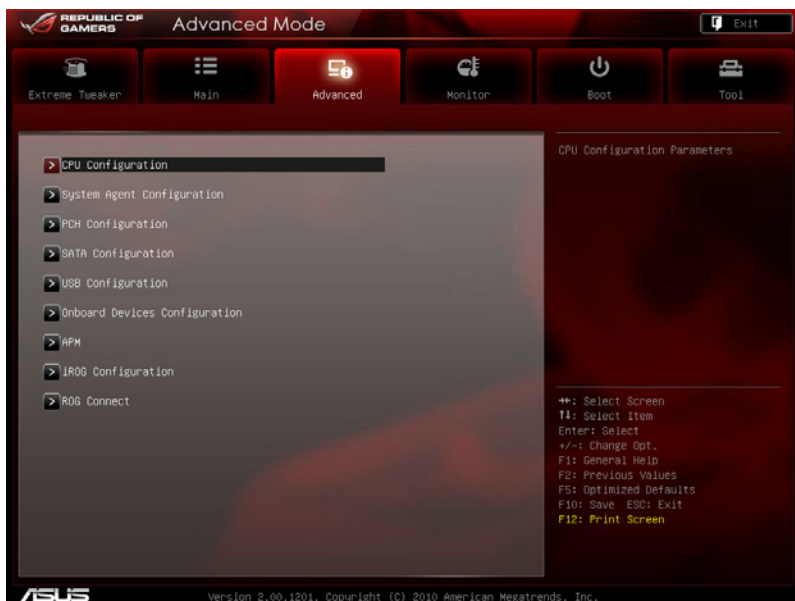 REPUBLIC OF
GAMERS
Advanced Mode
Exit
Extreme Tweaker
Main
Advanced
Monitor
Boot
Tool
> CPU Configuration
> System Agent Configuration
> PCH Configuration
> SATA Configuration
> USB Configuration
> Onboard Devices Configuration
> APM
> iROG Configuration
> ROG Connect
CPU Configuration Parameters
→←: Select Screen
↑↓: Select Item
Enter: Select
+/-: Change Opt.
F1: General Help
F2: Previous Values
F5: Optimized Defaults
F10: Save ESC: Exit
F12: Print Screen
ASUS
Version 2.00.1201. Copyright (C) 2010 American Megatrends, Inc.